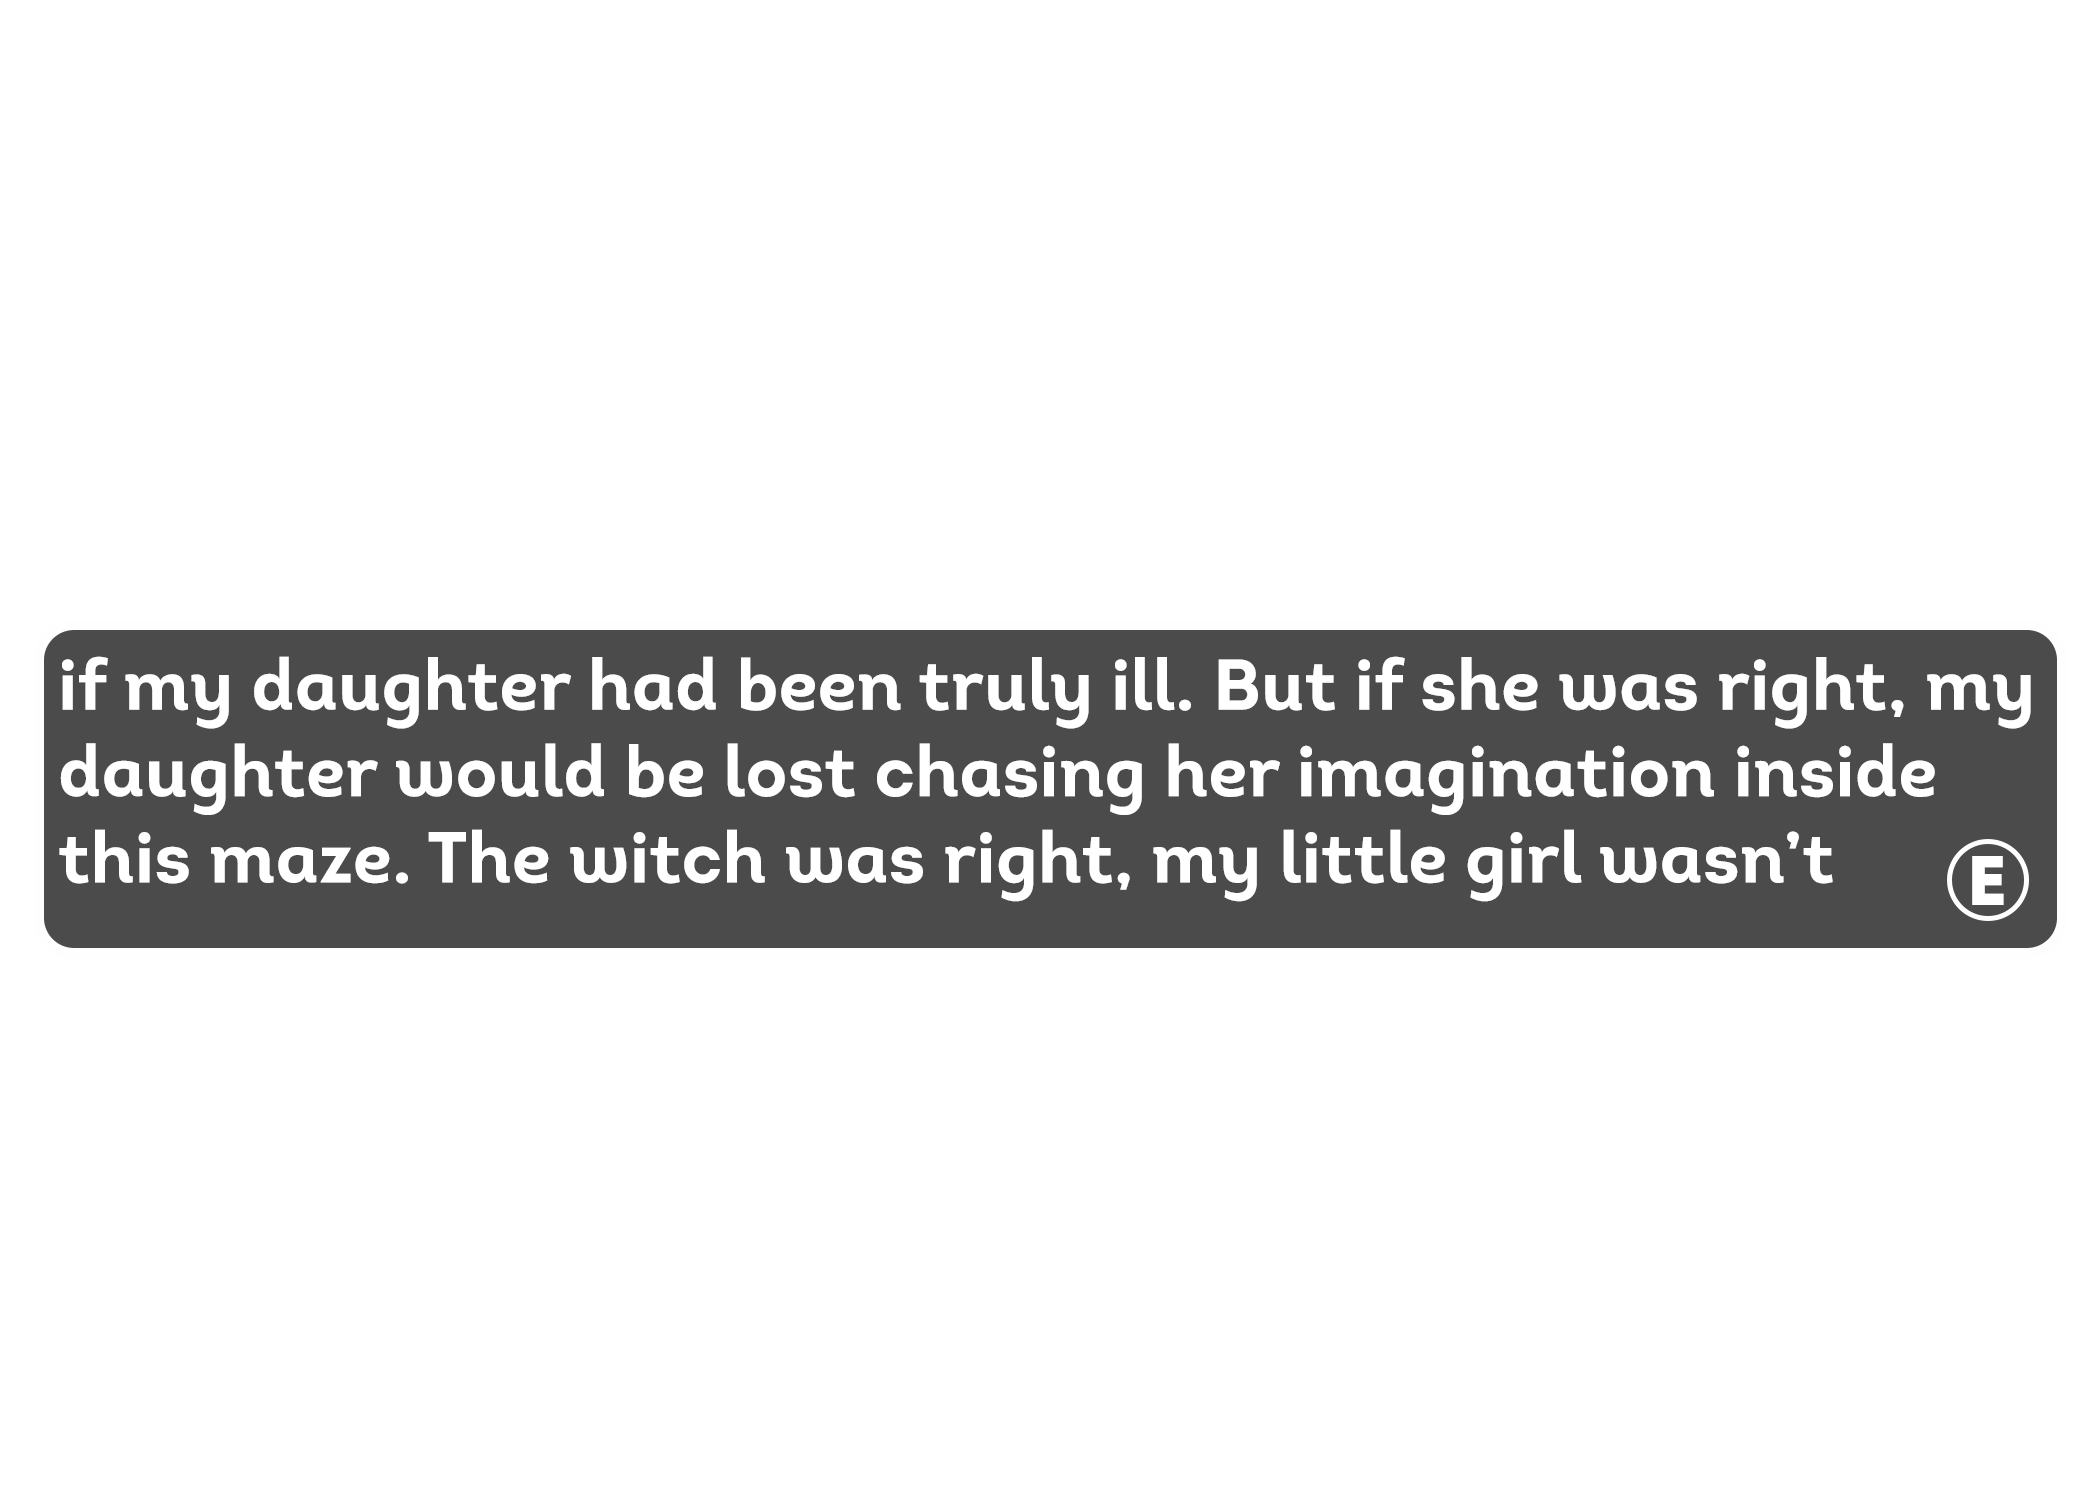 if my daughter had been truly ill. But if she was right, my
daughter would be lost chasing her imagination inside
this maze. The witch was right, my little girl wasn’t
E